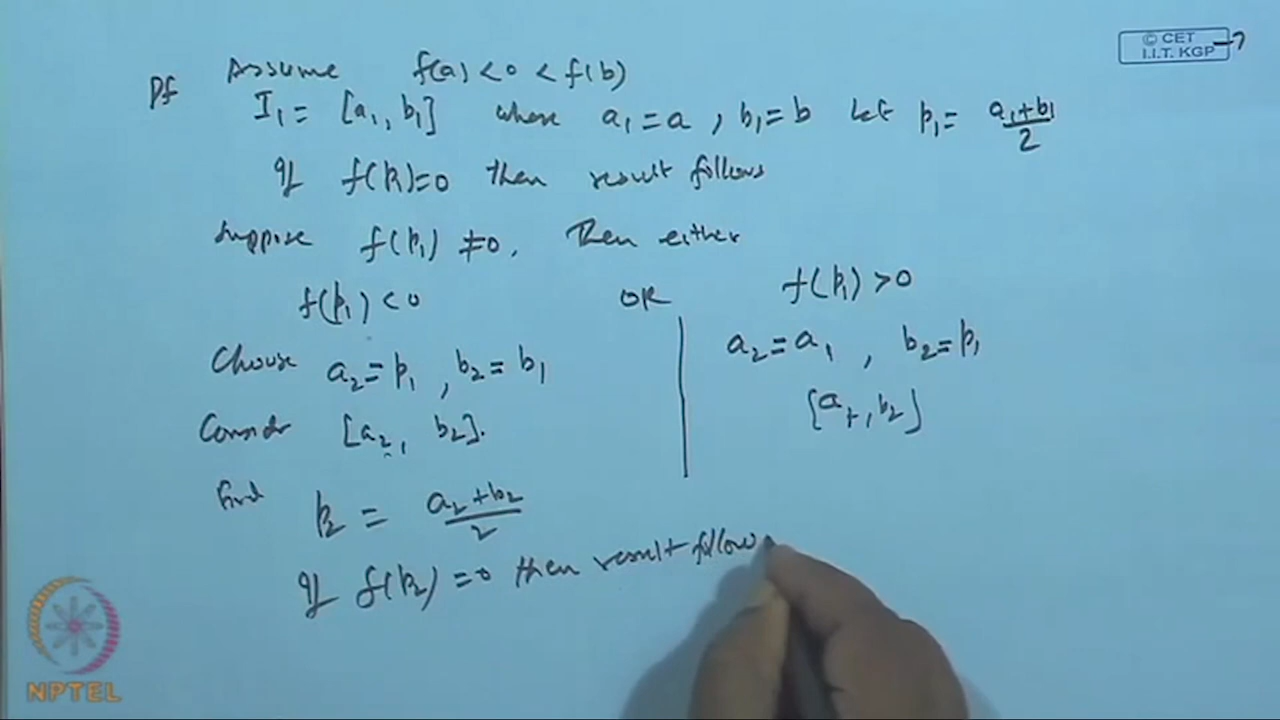 © CET
I.I.T. KGP
Pf Assume f(a) < 0 < f(b)
I₁ = [a₁, b₁] where a₁ = a , b₁ = b let p₁ = (a₁+b₁)/2
If f(p₁)=0 then result follows
Suppose f(p₁) ≠ 0. Then either
f(p₁) < 0 OR f(p₁) > 0
Choose a₂ = p₁ , b₂ = b₁ a₂ = a₁ , b₂ = p₁
Consider [a₂, b₂]. [a₂, b₂]
Find p₂ = (a₂+b₂)/2
If f(p₂) = 0 then result follow
NPTEL